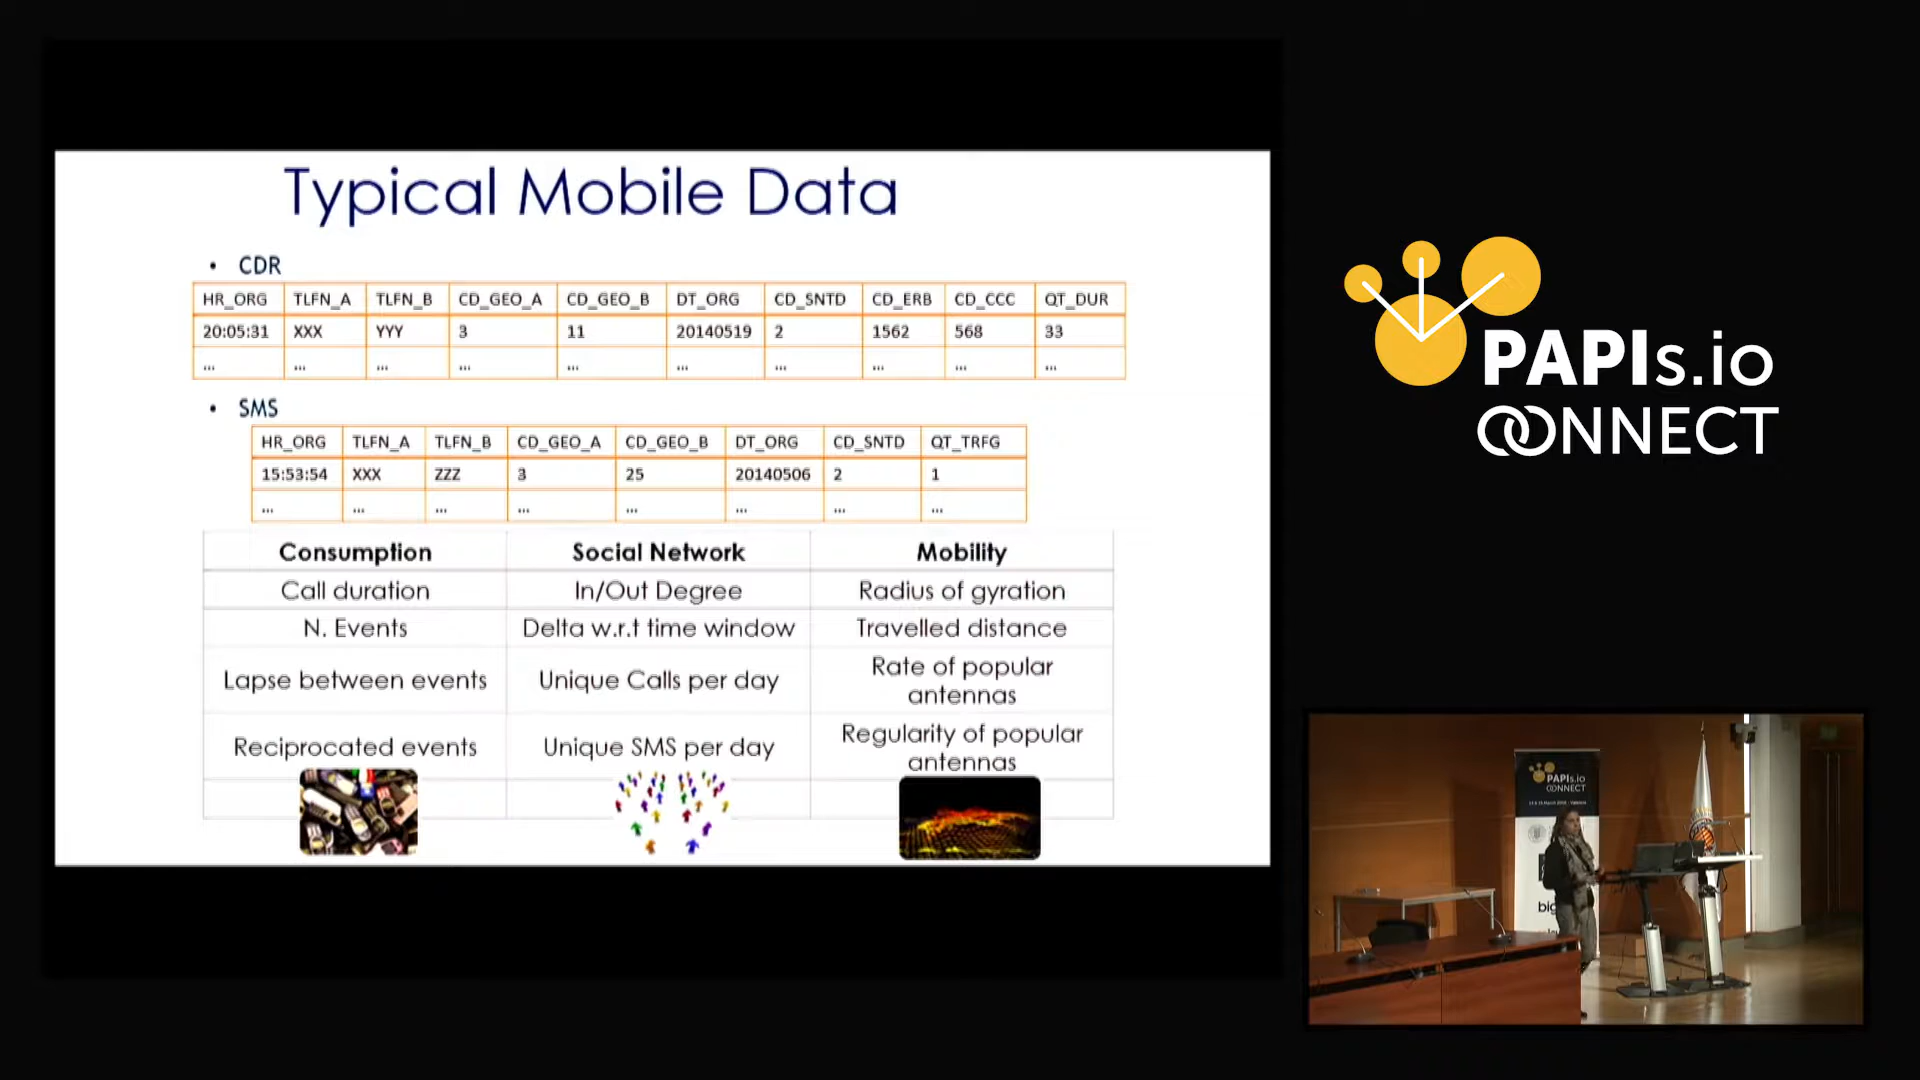 Typical Mobile Data
• CDR
HR_ORG TLFN_A TLFN_B CD_GEO_A CD_GEO_B DT_ORG CD_SNTD CD_ERB CD_CCC QT_DUR
20:05:31 XXX YYY 3 11 20140519 2 1562 568 33
... ... ... ... ... ... ... ... ... ...
• SMS
HR_ORG TLFN_A TLFN_B CD_GEO_A CD_GEO_B DT_ORG CD_SNTD QT_TRFG
15:53:54 XXX ZZZ 3 25 20140506 2 1
... ... ... ... ... ... ... ...
Consumption Social Network Mobility
Call duration In/Out Degree Radius of gyration
N. Events Delta w.r.t time window Travelled distance
Lapse between events Unique Calls per day Rate of popular antennas
Reciprocated events Unique SMS per day Regularity of popular antennas
PAPIs.io
CONNECT
PAPIs.io
CONNECT
big